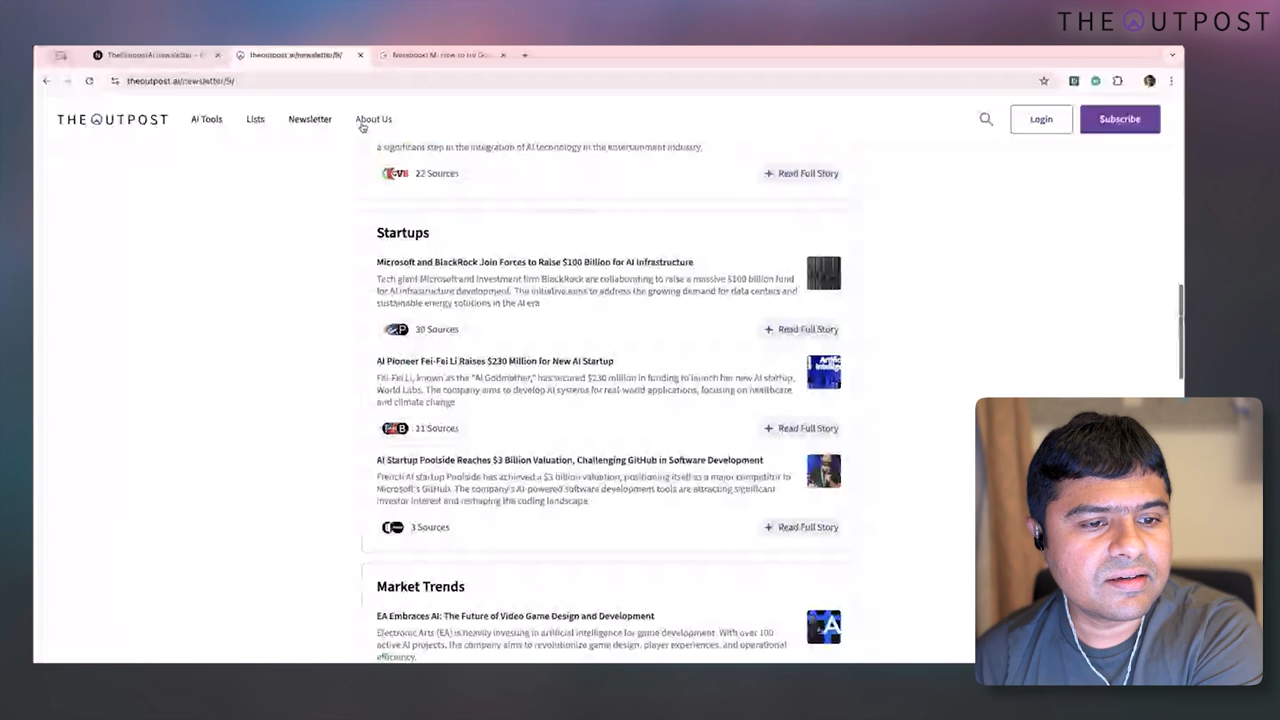 THE OUTPOST
TheOutpost AI newsletter -
theoutpost.ai/newsletter/9/
theoutpost.ai/newsletter/9/
THE OUTPOST
AI Tools
Lists
Newsletter
About Us
Login
Subscribe
a significant step in the integration of AI technology in the entertainment industry.
22 Sources
Read Full Story
Startups
Microsoft and BlackRock Join Forces to Raise $100 Billion for AI Infrastructure
Tech giant Microsoft and investment firm BlackRock are collaborating to raise a massive $100 billion fund
for AI infrastructure development. The initiative aims to address the growing demand for data centers and
sustainable energy solutions in the AI era
30 Sources
Read Full Story
AI Pioneer Fei-Fei Li Raises $230 Million for New AI Startup
Fei-Fei Li, known as the "AI Godmother," has secured $230 million in funding to launch her new AI startup,
World Labs. The company aims to develop AI systems for real-world applications, focusing on healthcare
and climate change
11 Sources
Read Full Story
AI Startup Poolside Reaches $3 Billion Valuation, Challenging GitHub in Software Development
French AI startup Poolside has achieved a $3 billion valuation, positioning itself as a major competitor to
Microsoft's GitHub. The company's AI-powered software development tools are attracting significant
investor interest and reshaping the coding landscape
3 Sources
Read Full Story
Market Trends
EA Embraces AI: The Future of Video Game Design and Development
Electronic Arts (EA) is heavily investing in artificial intelligence for game development. With over 100
active AI projects, the company aims to revolutionize game design, player experiences, and operational
efficiency.